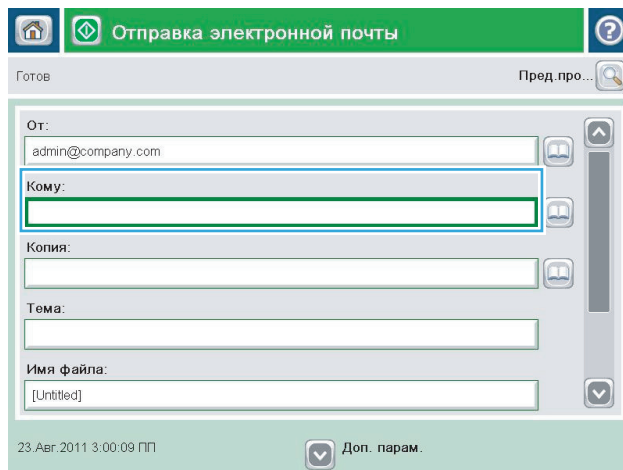 Отправка электронной почты
Готов
Пред.про...
От:
admin@company.com
Кому:
Копия:
Тема:
Имя файла:
[Untitled]
23.Авг.2011 3:00:09 ПП
Доп. парам.